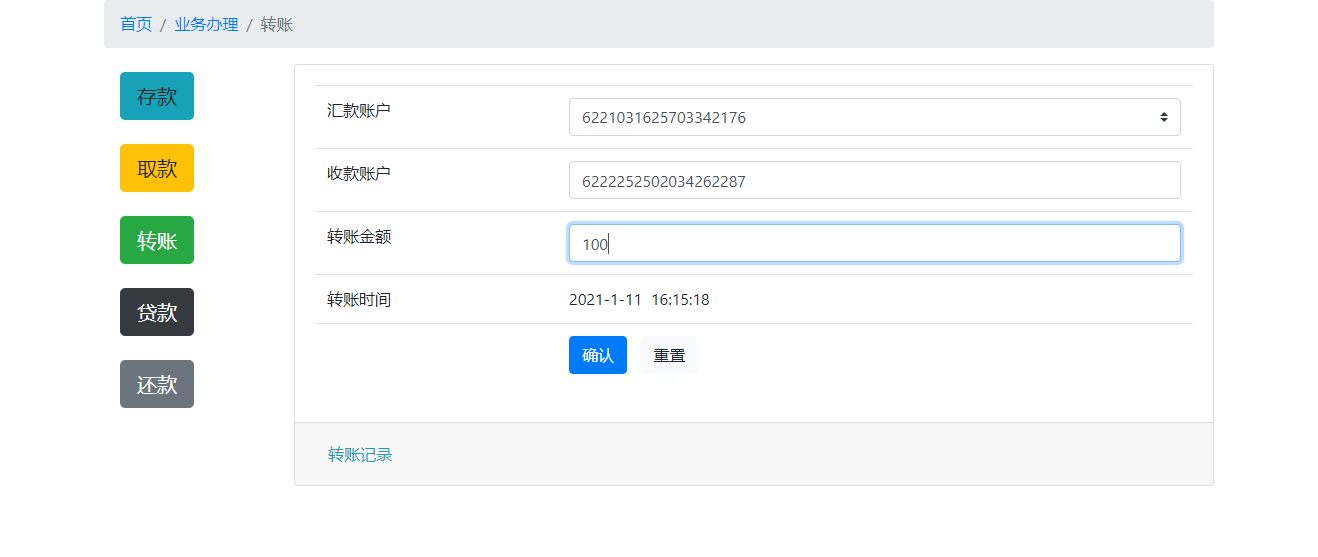 首页 / 业务办理 / 转账
存款
取款
转账
贷款
还款
汇款账户 6221031625703342176
收款账户 6222252502034262287
转账金额 100
转账时间 2021-1-11 16:15:18
确认 重置
转账记录